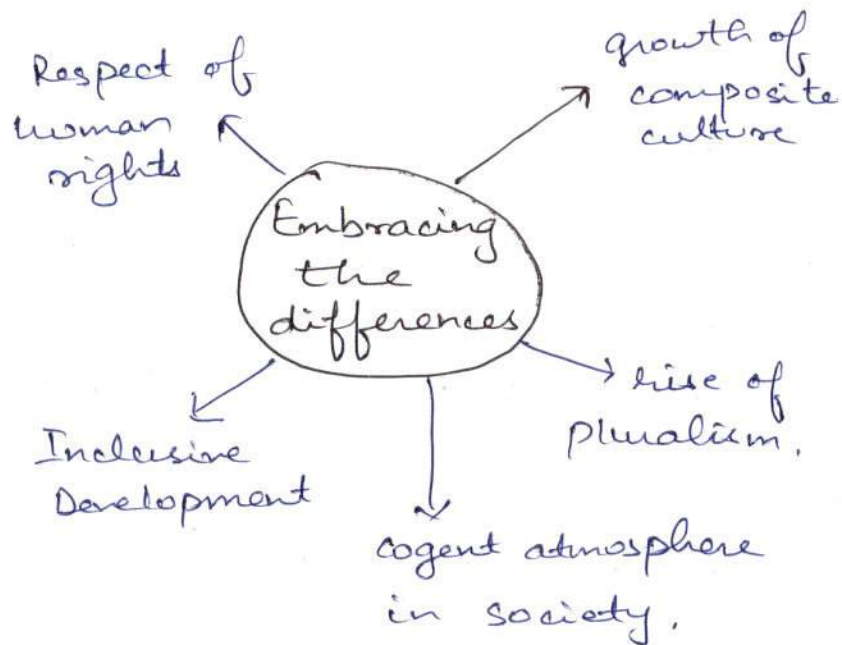 Respect of
human
rights
growth of
composite
culture
Embracing
the
differences
Inclusive
Development
rise of
pluralism.
cogent atmosphere
in society.